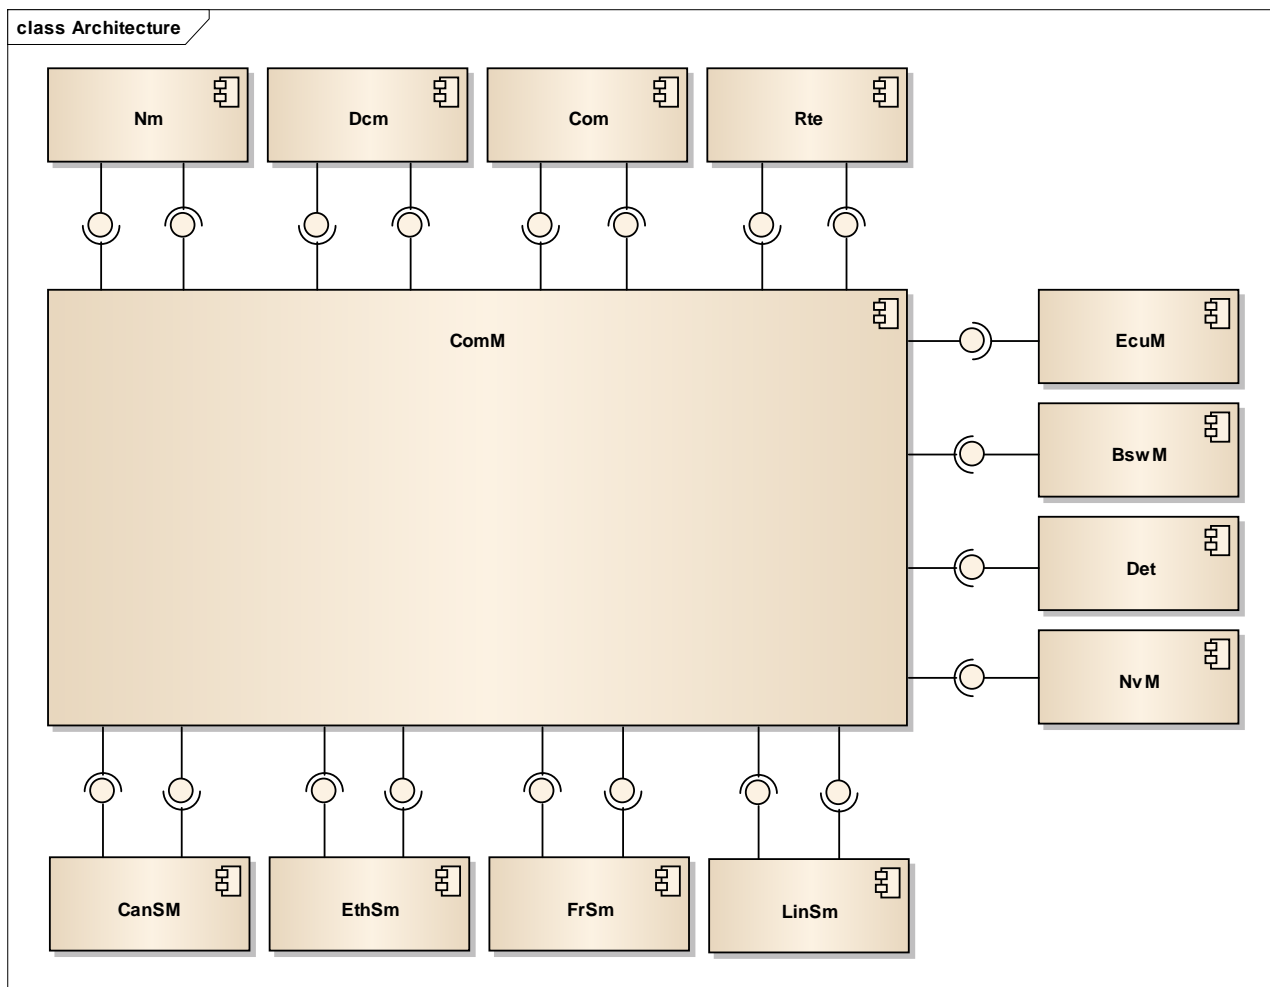 class Architecture
Nm
Dcm
Com
Rte
ComM
EcuM
BswM
Det
NvM
CanSM
EthSm
FrSm
LinSm